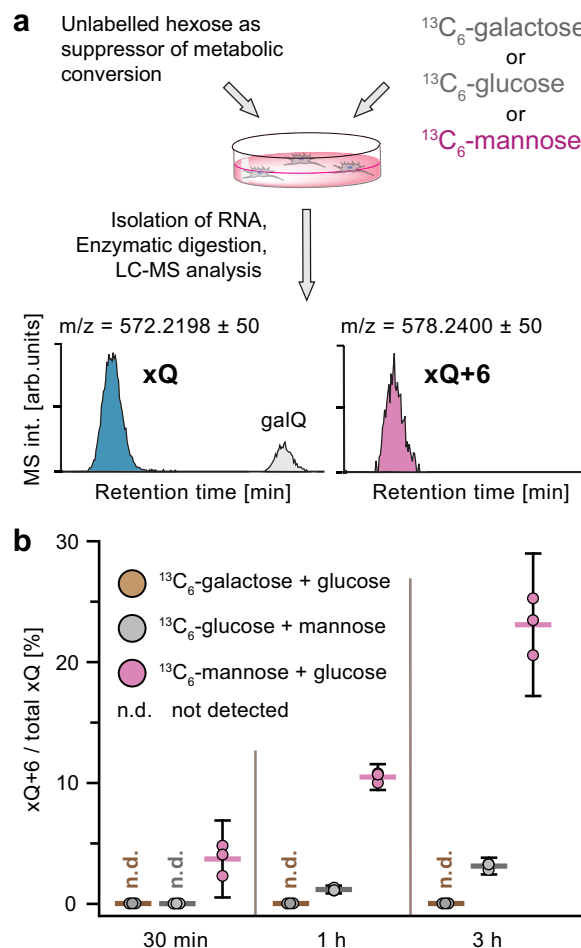 a
Unlabelled hexose as
suppressor of metabolic
conversion
¹³C₆-galactose
or
¹³C₆-glucose
or
¹³C₆-mannose
Isolation of RNA,
Enzymatic digestion,
LC-MS analysis
m/z = 572.2198 ± 50
m/z = 578.2400 ± 50
MS int. [arb.units]
xQ
galQ
xQ+6
Retention time [min]
Retention time [min]
b
xQ+6 / total xQ [%]
30
20
10
0
¹³C₆-galactose + glucose
¹³C₆-glucose + mannose
¹³C₆-mannose + glucose
n.d. not detected
n.d.
n.d.
n.d.
n.d.
30 min
1 h
3 h